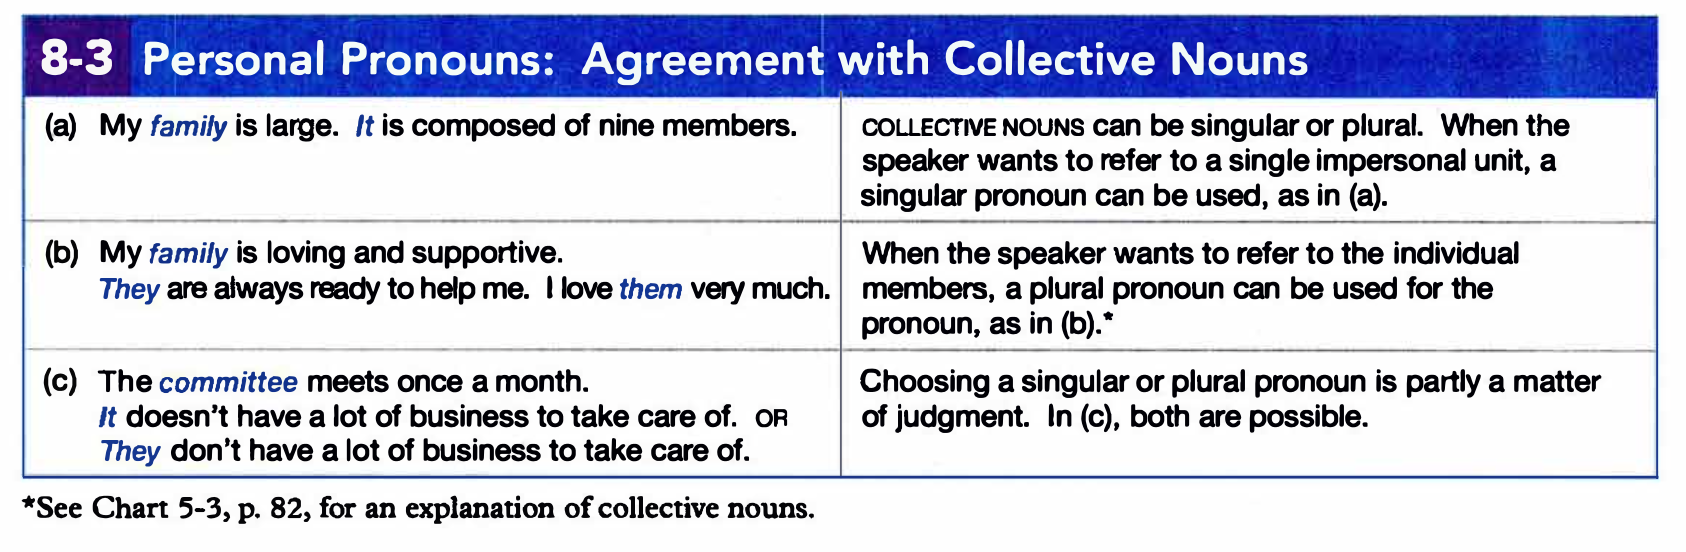 8-3 Personal Pronouns: Agreement with Collective Nouns
(a) My family is large. It is composed of nine members.
COLLECTIVE NOUNS can be singular or plural. When the
speaker wants to refer to a single impersonal unit, a
singular pronoun can be used, as in (a).
(b) My family is loving and supportive.
They are always ready to help me. I love them very much.
When the speaker wants to refer to the individual
members, a plural pronoun can be used for the
pronoun, as in (b).*
(c) The committee meets once a month.
It doesn't have a lot of business to take care of. OR
They don't have a lot of business to take care of.
Choosing a singular or plural pronoun is partly a matter
of judgment. In (c), both are possible.
*See Chart 5-3, p. 82, for an explanation of collective nouns.